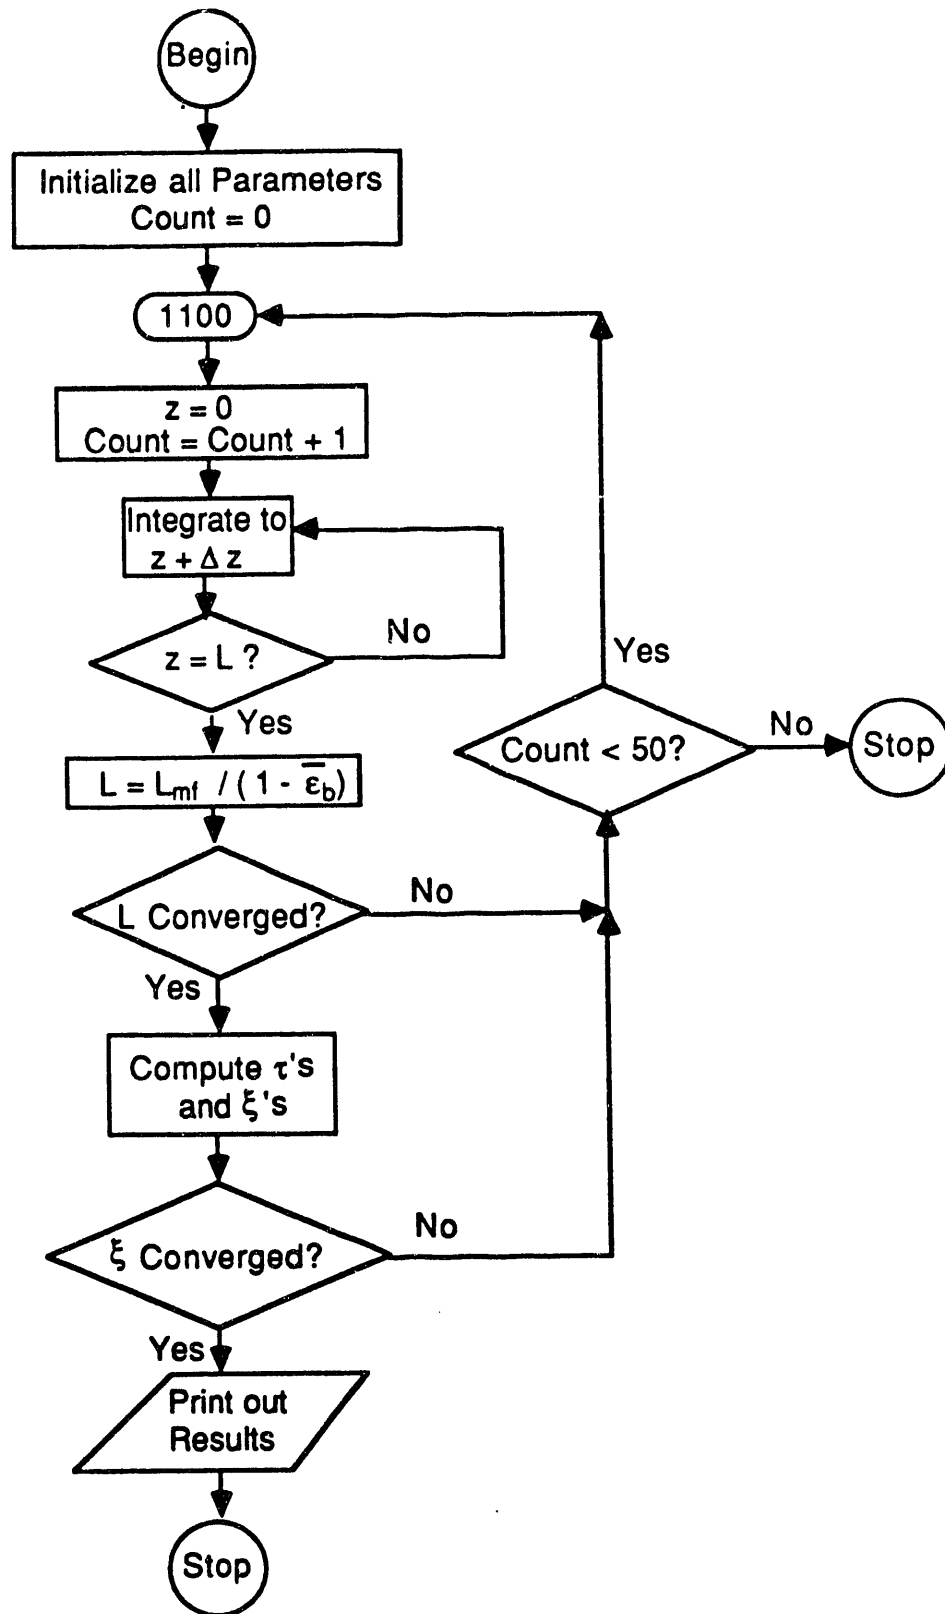 Begin
Initialize all Parameters
Count = 0
1100
z = 0
Count = Count + 1
Integrate to
z + Δ z
No
z = L ?
Yes
Yes
Count < 50?
No
Stop
L = Lmf / ( 1 - ε̅b)
No
L Converged?
Yes
Compute τ's
and ξ's
No
ξ Converged?
Yes
Print out
Results
Stop